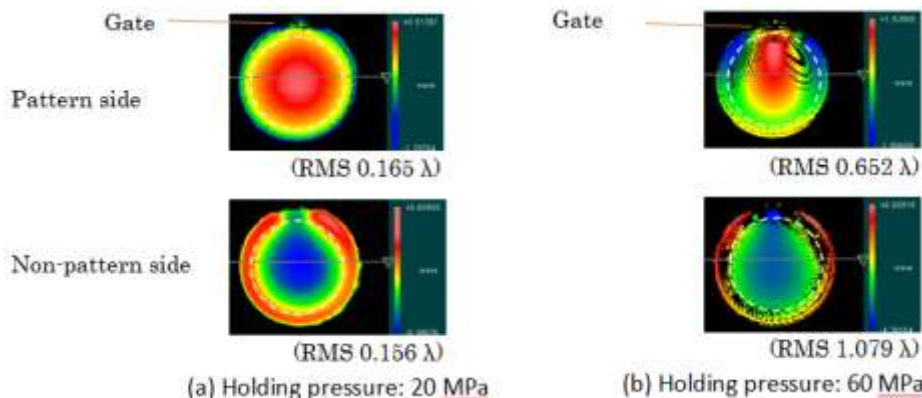 Gate
Gate
Pattern side
(RMS 0.165 λ)
(RMS 0.652 λ)
Non-pattern side
(RMS 0.156 λ)
(RMS 1.079 λ)
(a) Holding pressure: 20 MPa
(b) Holding pressure: 60 MPa